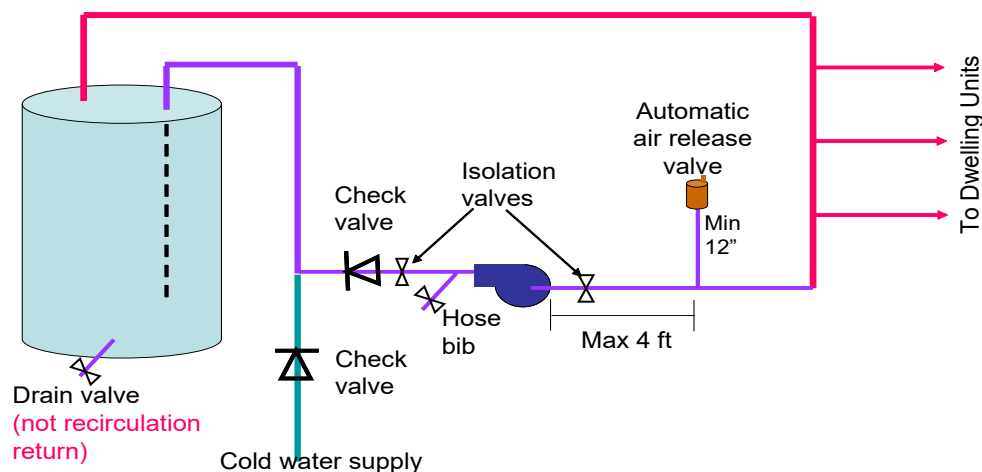 Automatic
air release
valve
Isolation
valves
Check
valve
Min
12”
To Dwelling Units
Hose
bib
Max 4 ft
Check
valve
Drain valve
(not recirculation
return)
Cold water supply